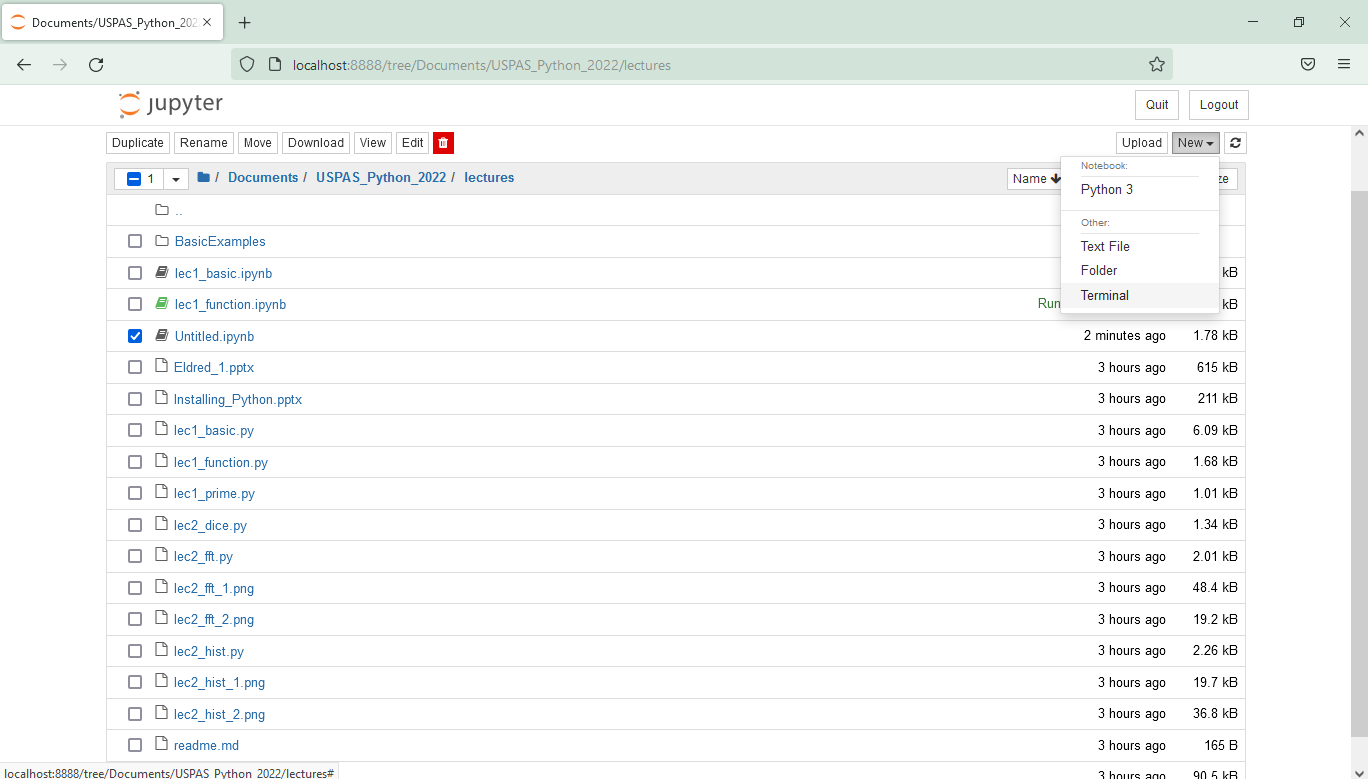 Documents/USPAS_Python_202
localhost:8888/tree/Documents/USPAS_Python_2022/lectures
jupyter
Quit
Logout
Duplicate Rename Move Download View Edit
Upload New
1 / Documents / USPAS_Python_2022 / lectures
Name
ze
Notebook:
Python 3
Other:
Text File
Folder
Terminal
..
BasicExamples
lec1_basic.ipynb kB
lec1_function.ipynb Run kB
Untitled.ipynb 2 minutes ago 1.78 kB
Eldred_1.pptx 3 hours ago 615 kB
Installing_Python.pptx 3 hours ago 211 kB
lec1_basic.py 3 hours ago 6.09 kB
lec1_function.py 3 hours ago 1.68 kB
lec1_prime.py 3 hours ago 1.01 kB
lec2_dice.py 3 hours ago 1.34 kB
lec2_fft.py 3 hours ago 2.01 kB
lec2_fft_1.png 3 hours ago 48.4 kB
lec2_fft_2.png 3 hours ago 19.2 kB
lec2_hist.py 3 hours ago 2.26 kB
lec2_hist_1.png 3 hours ago 19.7 kB
lec2_hist_2.png 3 hours ago 36.8 kB
readme.md 3 hours ago 165 B
3 hours ago 90.5 kB
localhost:8888/tree/Documents/USPAS_Python_2022/lectures#